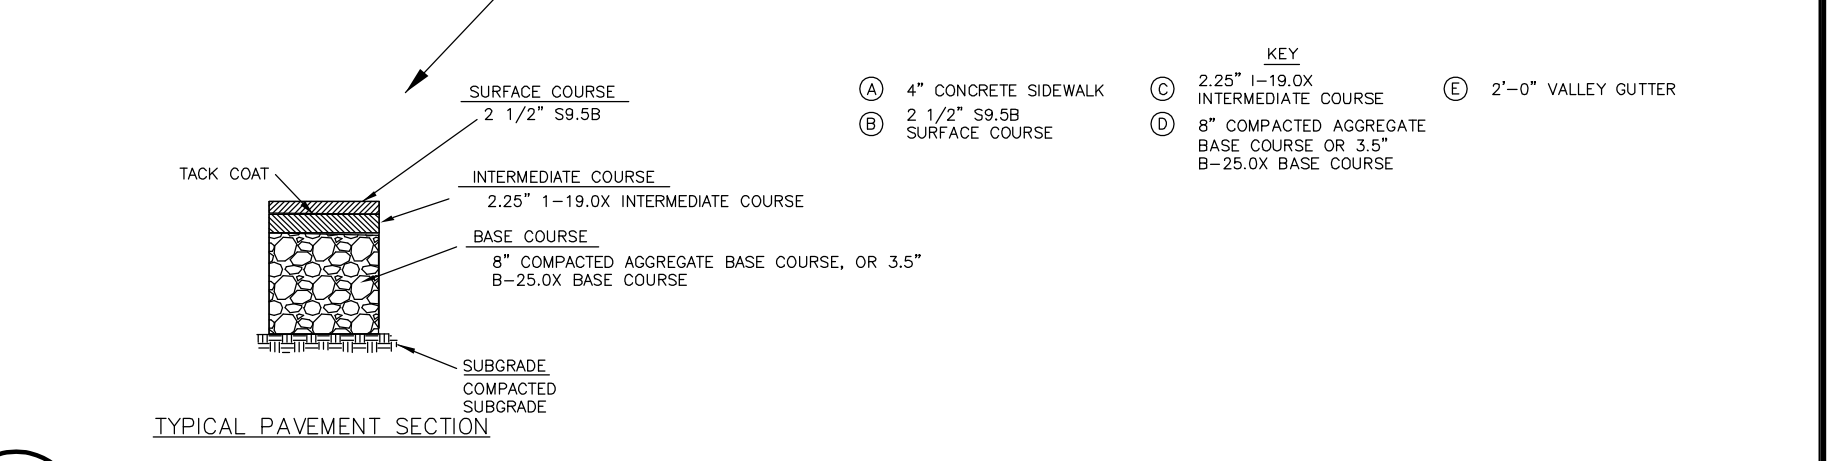 SURFACE COURSE
2 1/2" S9.5B
TACK COAT
INTERMEDIATE COURSE
2.25" 1-19.0X INTERMEDIATE COURSE
BASE COURSE
8" COMPACTED AGGREGATE BASE COURSE, OR 3.5"
B-25.0X BASE COURSE
SUBGRADE
COMPACTED
SUBGRADE
TYPICAL PAVEMENT SECTION
KEY
A 4" CONCRETE SIDEWALK
B 2 1/2" S9.5B
SURFACE COURSE
C 2.25" I-19.0X
INTERMEDIATE COURSE
D 8" COMPACTED AGGREGATE
BASE COURSE OR 3.5"
B-25.0X BASE COURSE
E 2'-0" VALLEY GUTTER